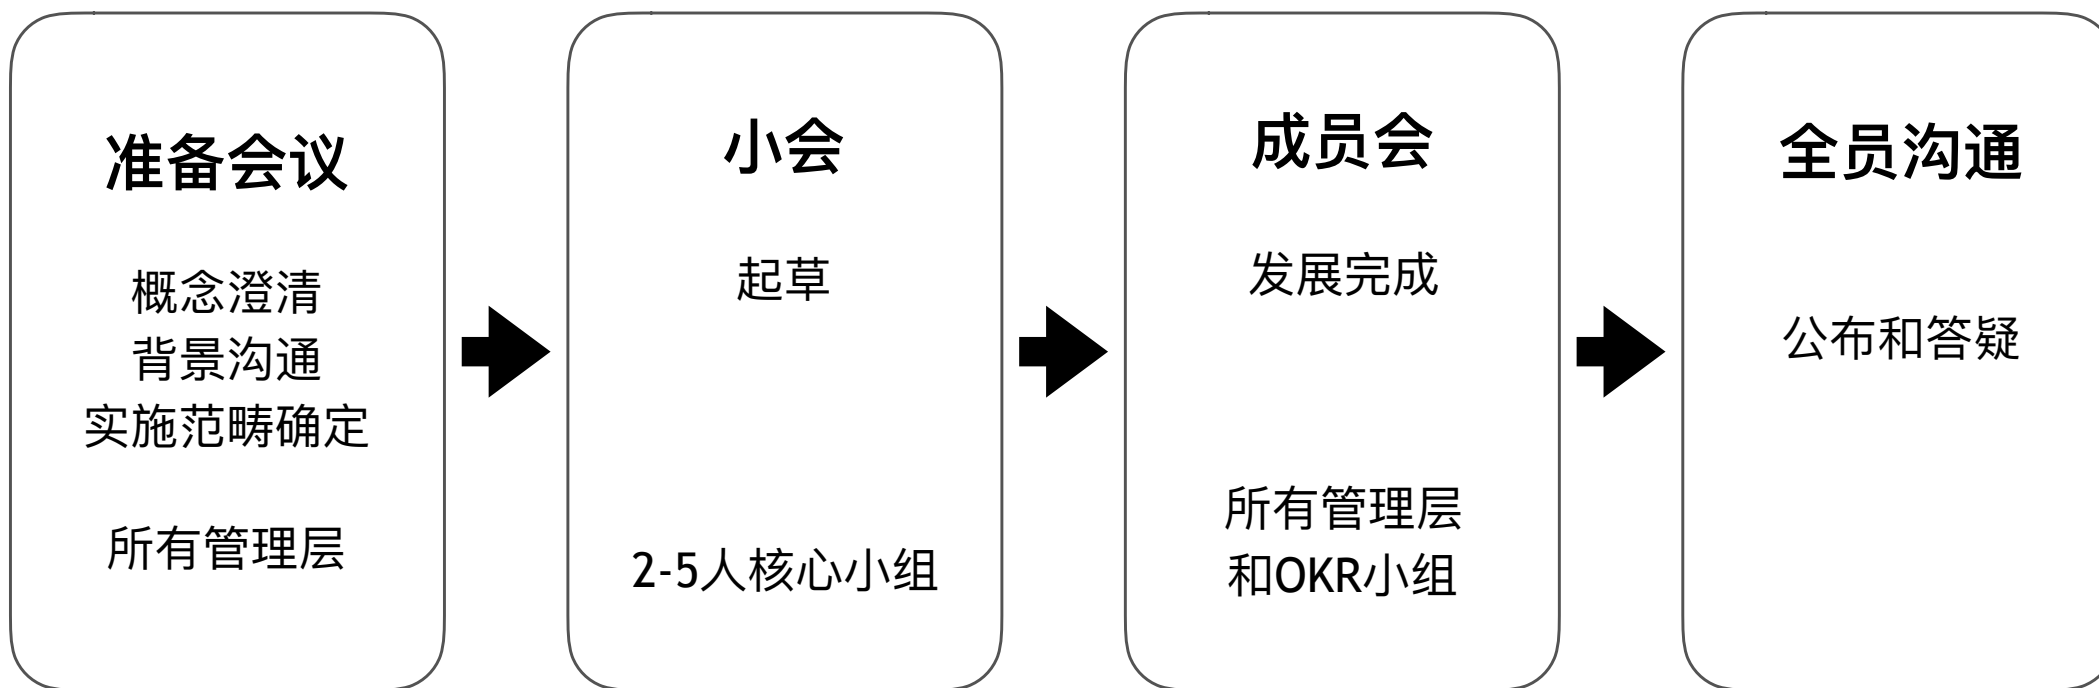 准备会议
概念澄清
背景沟通
实施范畴确定
所有管理层
小会
起草
2-5人核心小组
成员会
发展完成
所有管理层
和OKR小组
全员沟通
公布和答疑